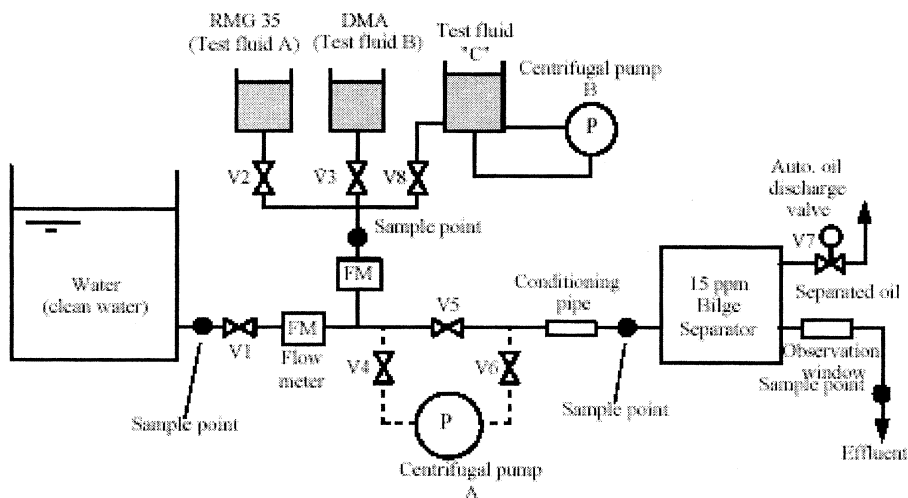 RMG 35
(Test fluid A)
DMA
(Test fluid B)
Test fluid
"C"
Centrifugal pump
B
P
V2
V3
V8
Auto. oil
discharge
valve
V7
Sample point
FM
Water
(clean water)
Conditioning
pipe
15 ppm
Bilge
Separator
Separated oil
V1
FM
Flow
meter
V5
V4
V6
Observation
window
Sample point
Sample point
P
Sample point
Centrifugal pump
A
Effluent